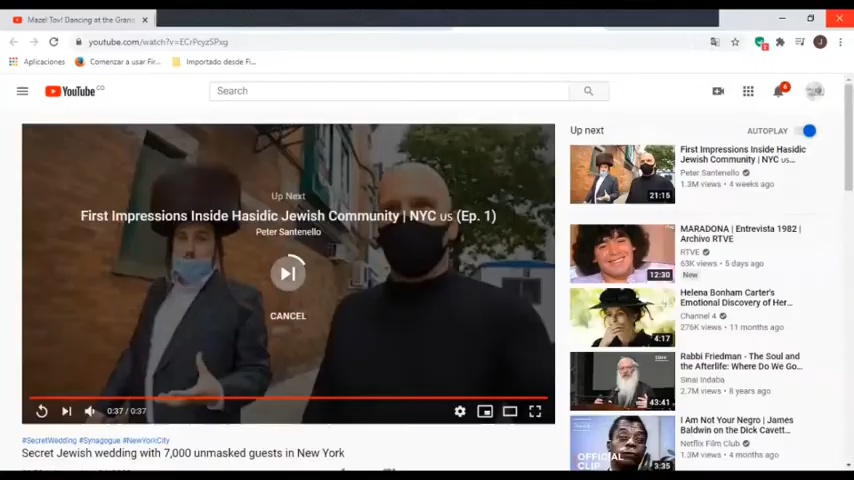 Mazel Tov! Dancing at the Grand
youtube.com/watch?v=ECrPcyzSPxg
Aplicaciones
Comenzar a usar Fir...
Importado desde Fi...
YouTube CO
Search
6
J
Up Next
First Impressions Inside Hasidic Jewish Community | NYC us (Ep. 1)
Peter Santenello
CANCEL
0:37 / 0:37
#SecretWedding #Synagogue #NewYorkCity
Secret Jewish wedding with 7,000 unmasked guests in New York
Up next
AUTOPLAY
First Impressions Inside Hasidic
Jewish Community | NYC us...
Peter Santenello
1.3M views • 4 weeks ago
21:15
MARADONA | Entrevista 1982 |
Archivo RTVE
RTVE
63K views • 5 days ago
New
12:30
Helena Bonham Carter's
Emotional Discovery of Her...
Channel 4
276K views • 11 months ago
4:17
Rabbi Friedman - The Soul and
the Afterlife: Where Do We Go...
Sinai Indaba
2.7M views • 8 years ago
43:41
I Am Not Your Negro | James
Baldwin on the Dick Cavett...
Netflix Film Club
1.3M views • 4 months ago
OFFICIAL
CLIP
3:35